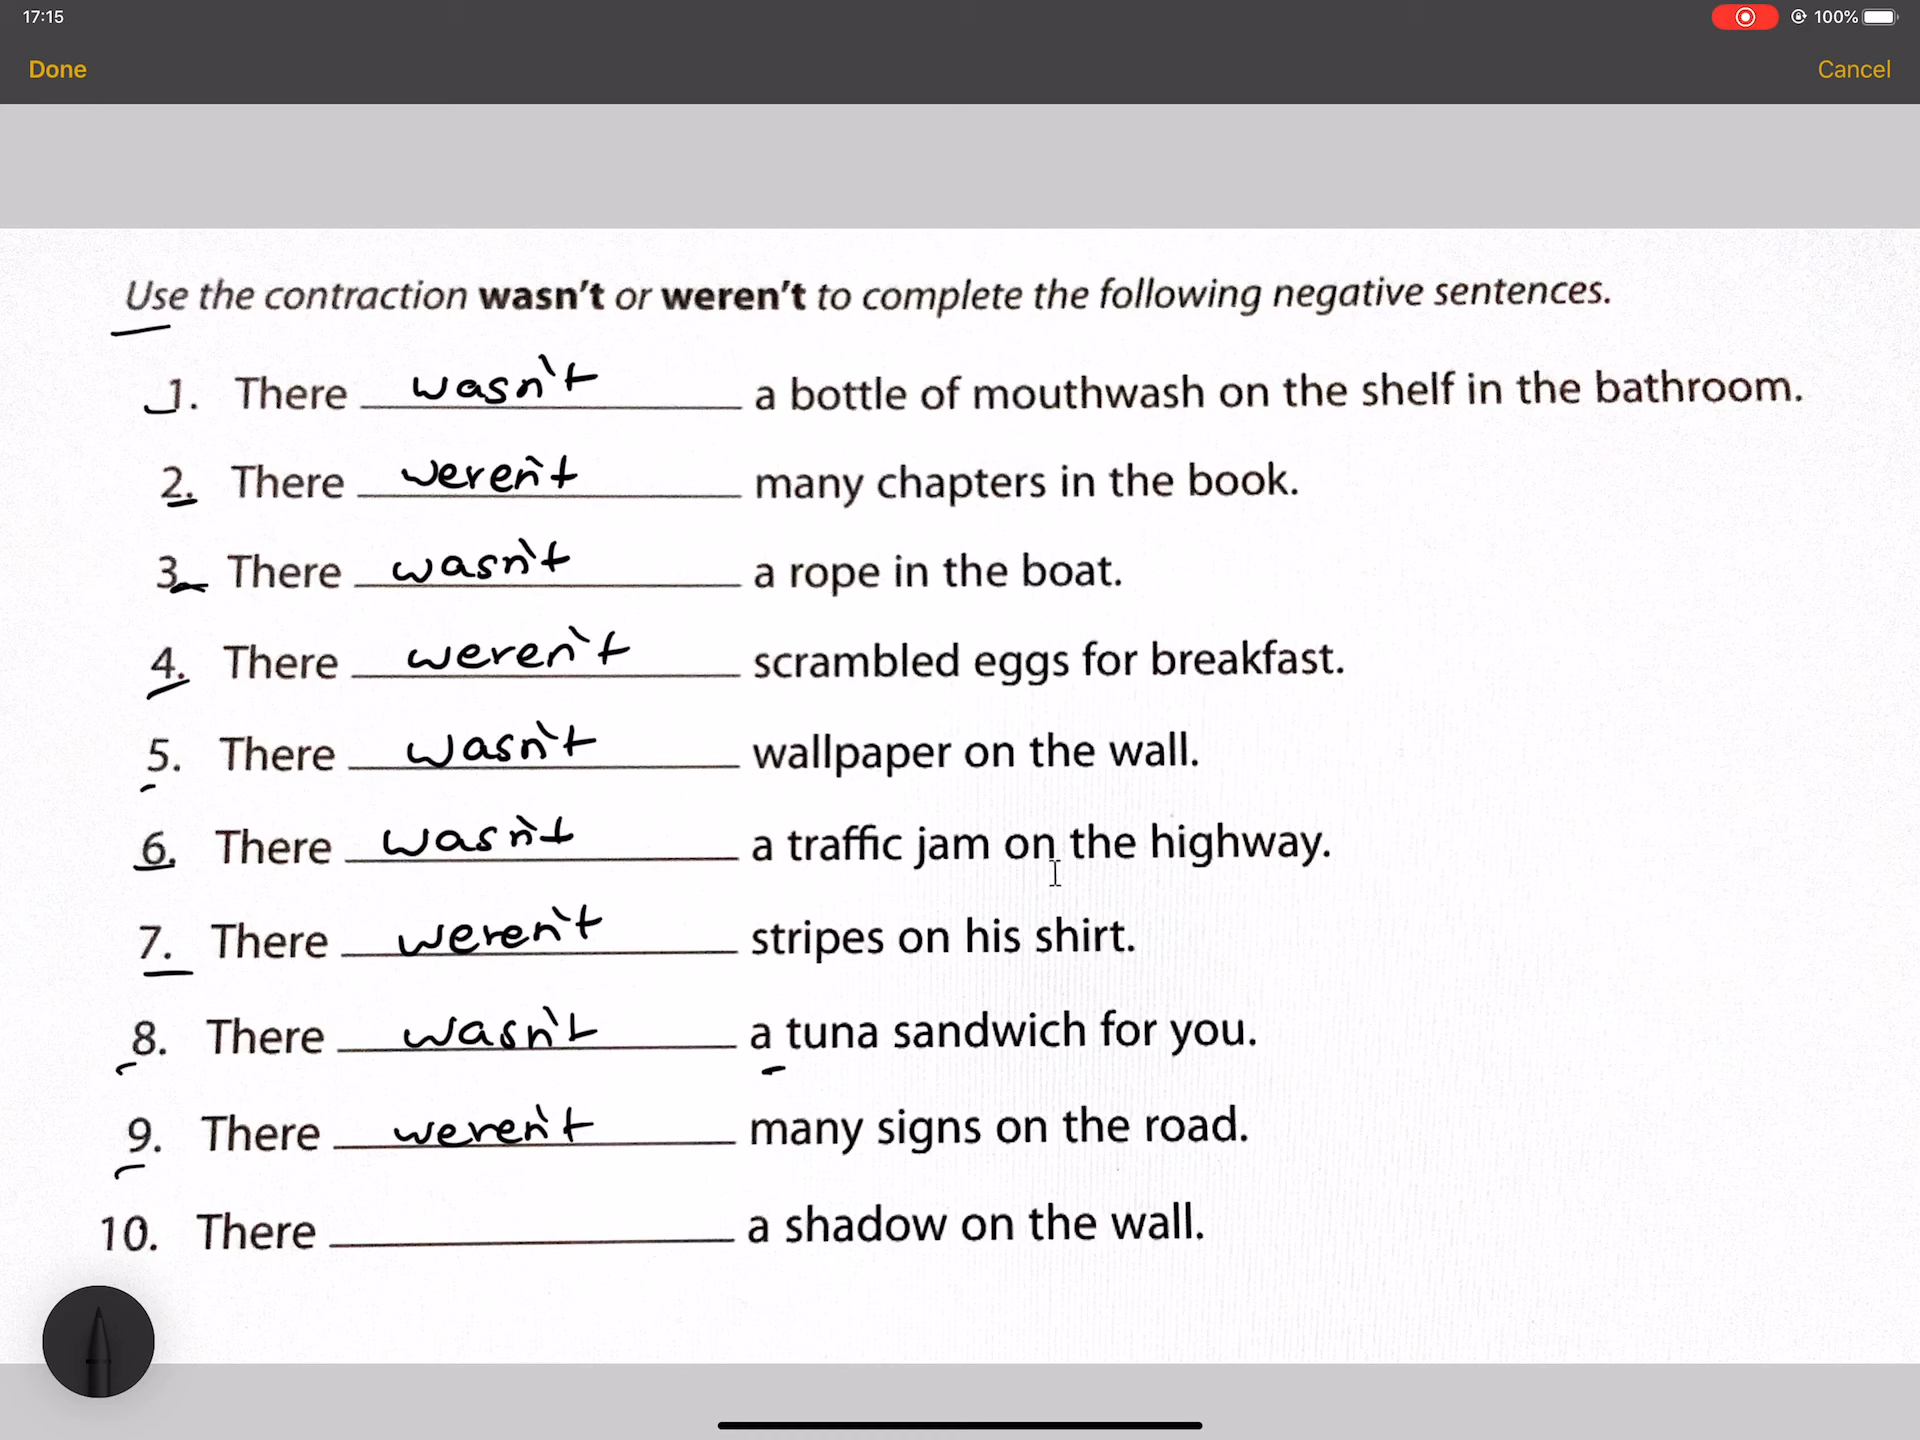 17:15
100%
Done
Cancel
Use the contraction wasn't or weren't to complete the following negative sentences.
1. There wasn't a bottle of mouthwash on the shelf in the bathroom.
2. There weren't many chapters in the book.
3. There wasn't a rope in the boat.
4. There weren't scrambled eggs for breakfast.
5. There wasn't wallpaper on the wall.
6. There wasn't a traffic jam on the highway.
7. There weren't stripes on his shirt.
8. There wasn't a tuna sandwich for you.
9. There weren't many signs on the road.
10. There a shadow on the wall.